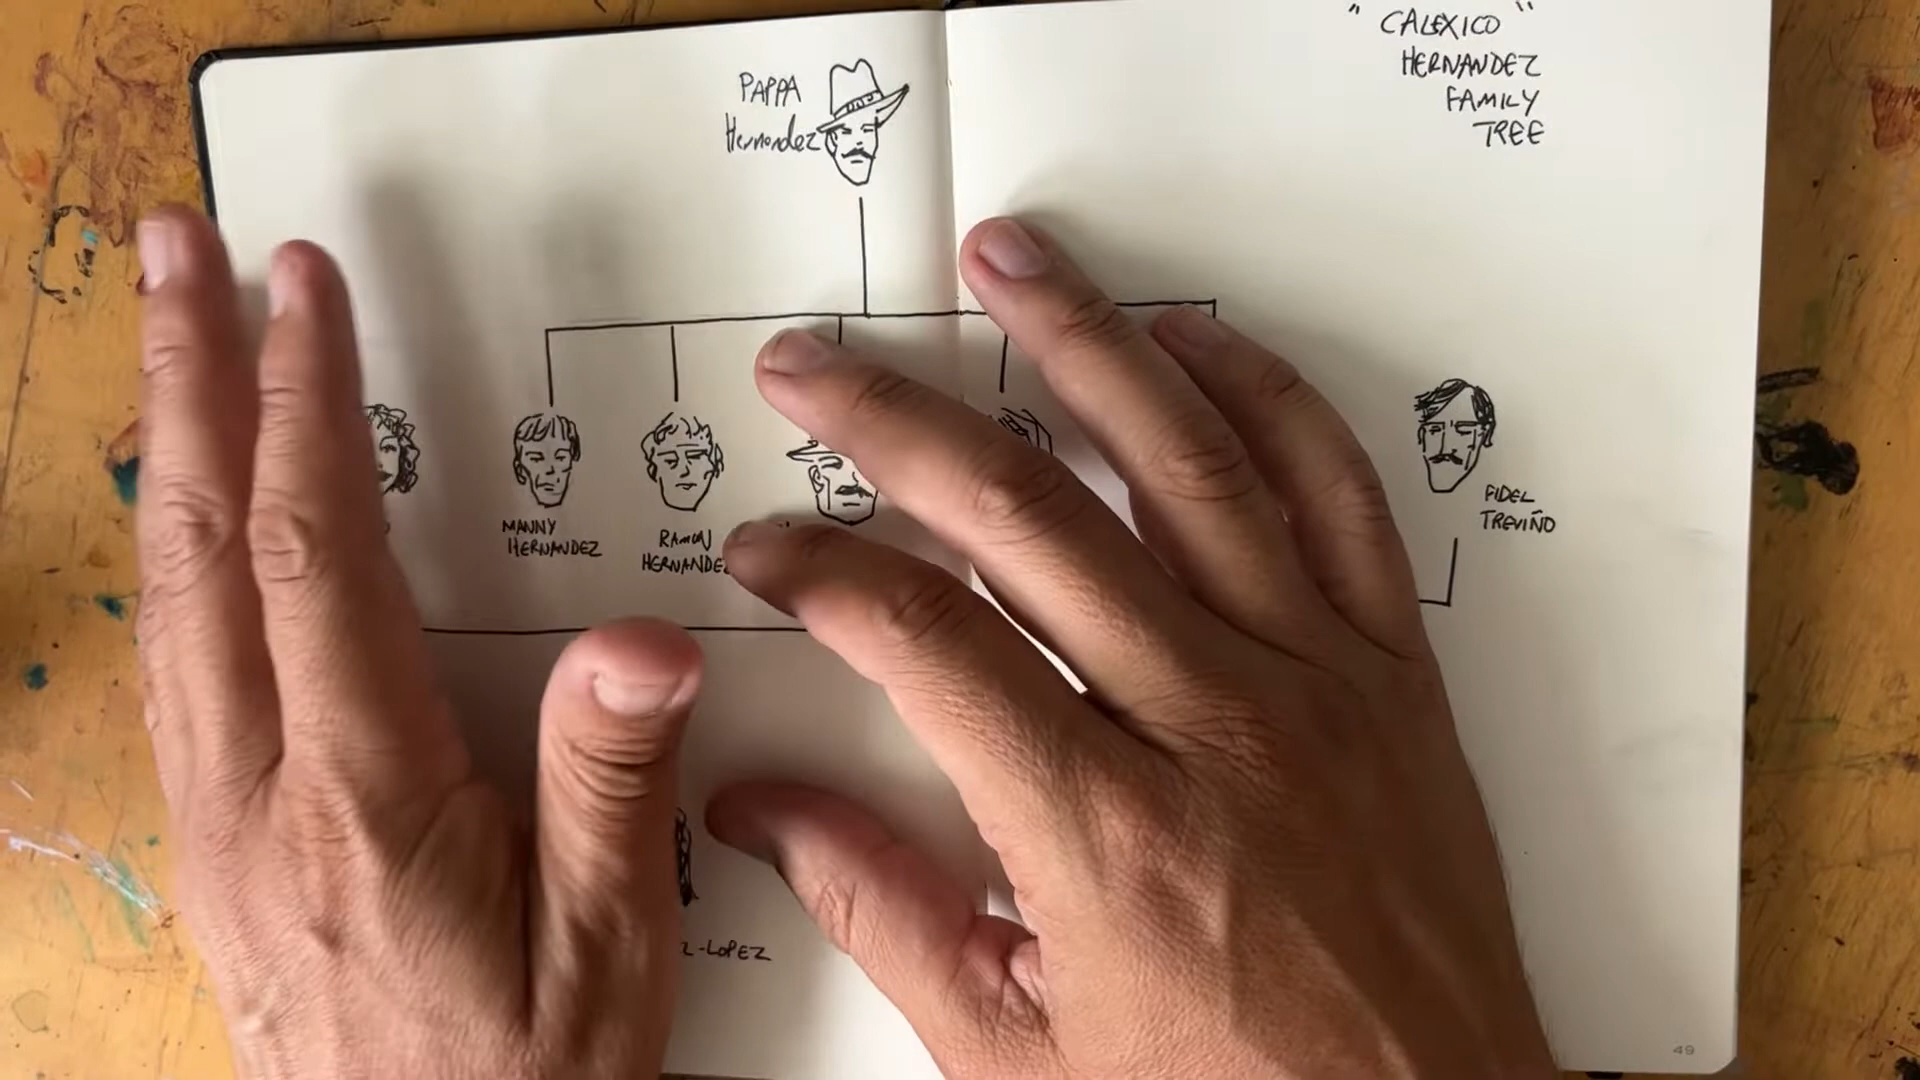 " CALEXICO "
HERNANDEZ
FAMILY
TREE
PAPPA
Hernandez
MANNY
HERNANDEZ
RAMON
HERNANDEZ
FIDEL
TREVIÑO
Z-LOPEZ
49